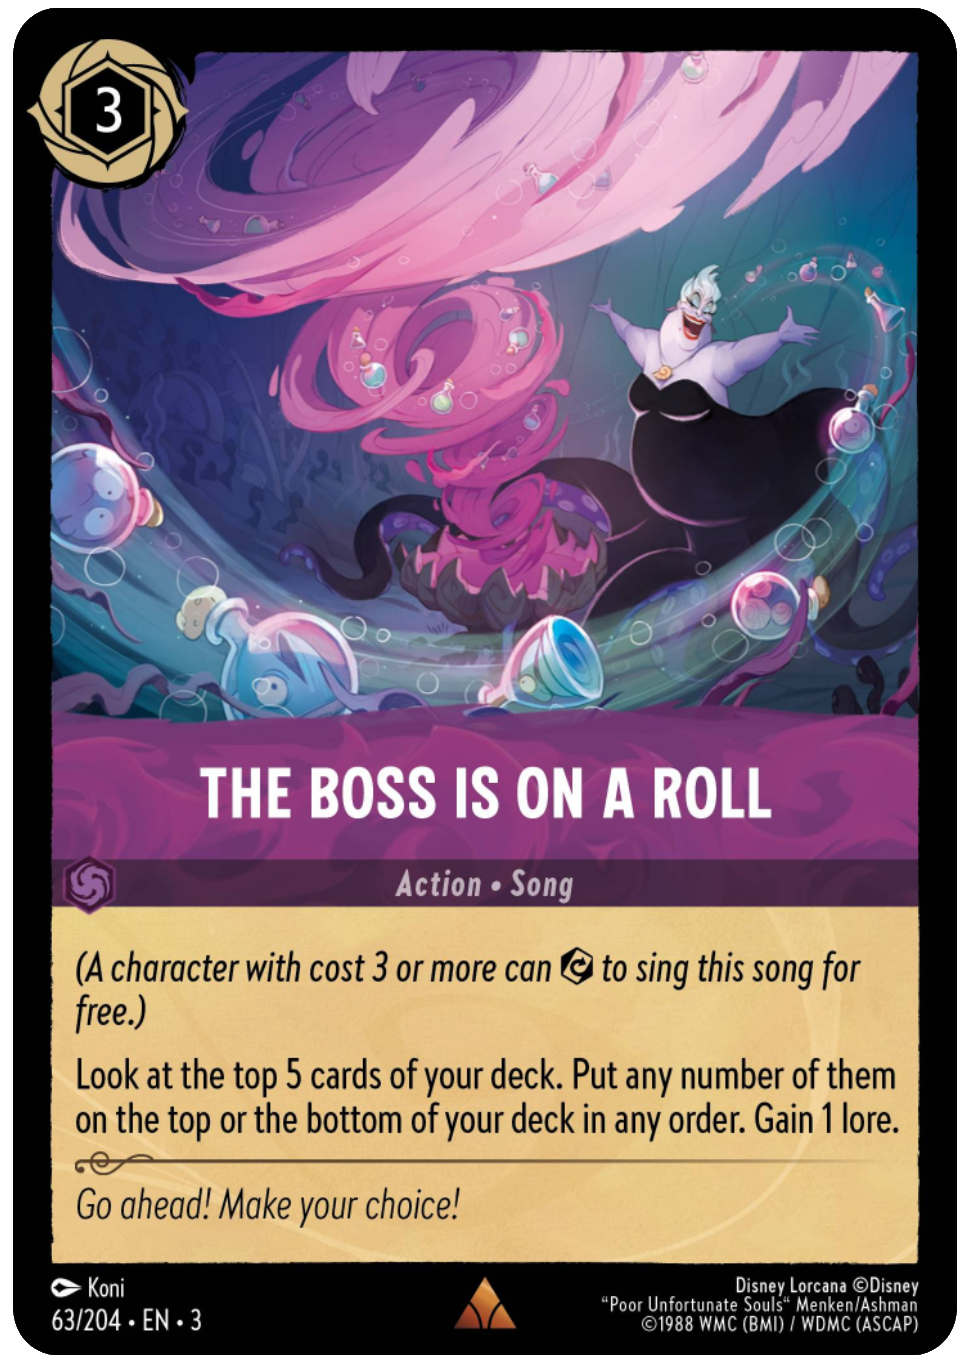 3
THE BOSS IS ON A ROLL
Action • Song
(A character with cost 3 or more can to sing this song for
free.)
Look at the top 5 cards of your deck. Put any number of them
on the top or the bottom of your deck in any order. Gain 1 lore.
Go ahead! Make your choice!
Koni
63/204 • EN • 3
Disney Lorcana ©Disney
“Poor Unfortunate Souls“ Menken/Ashman
©1988 WMC (BMI) / WDMC (ASCAP)